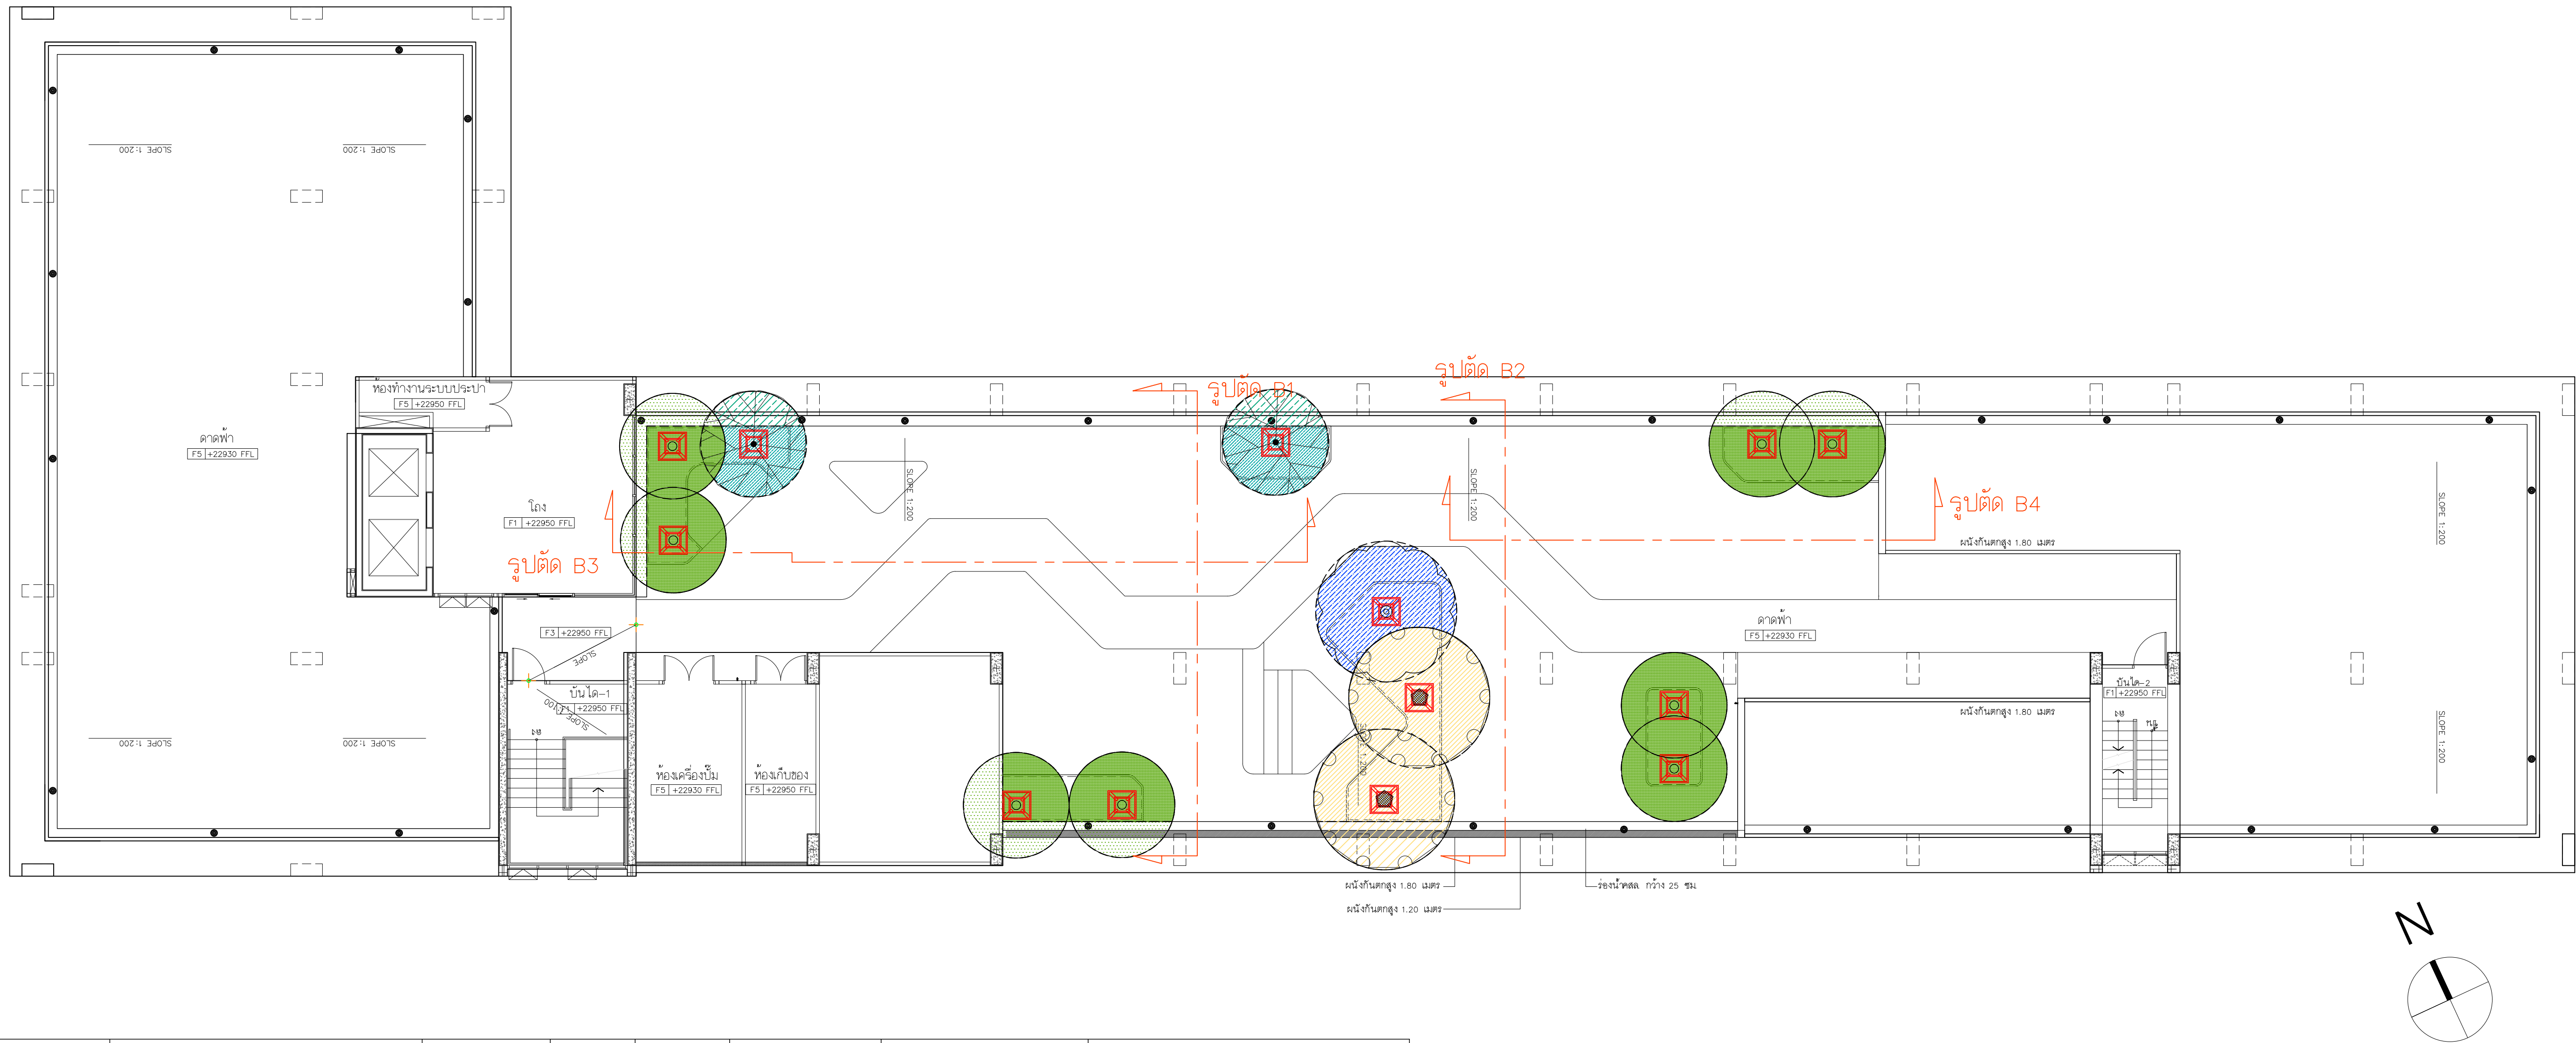 SLOPE 1:200
SLOPE 1:200
รูปตัด B2
รูปตัด B1
ห้องทำงานระบบประปา
F5 +22950 FFL
ดาดฟ้า
F5 +22930 FFL
โถง
F1 +22950 FFL
SLOPE 1:200
SLOPE 1:200
SLOPE 1:200
รูปตัด B4
รูปตัด B3
ผนังกันตกสูง 1.80 เมตร
F3 +22950 FFL
SLOPE
ดาดฟ้า
F5 +22930 FFL
บันได-1
F1 +22950 FFL
SLOPE 1:100
บันได-2
F1 +22950 FFL
ผนังกันตกสูง 1.80 เมตร
ลง
ลง
SLOPE 1:200
SLOPE 1:200
SLOPE 1:200
SLOPE 1:200
ห้องเครื่องปั๊ม
F5 +22930 FFL
ห้องเก็บของ
F5 +22950 FFL
ผนังกันตกสูง 1.80 เมตร
ร่องน้ำคสล. กว้าง 25 ซม.
ผนังกันตกสูง 1.20 เมตร
N